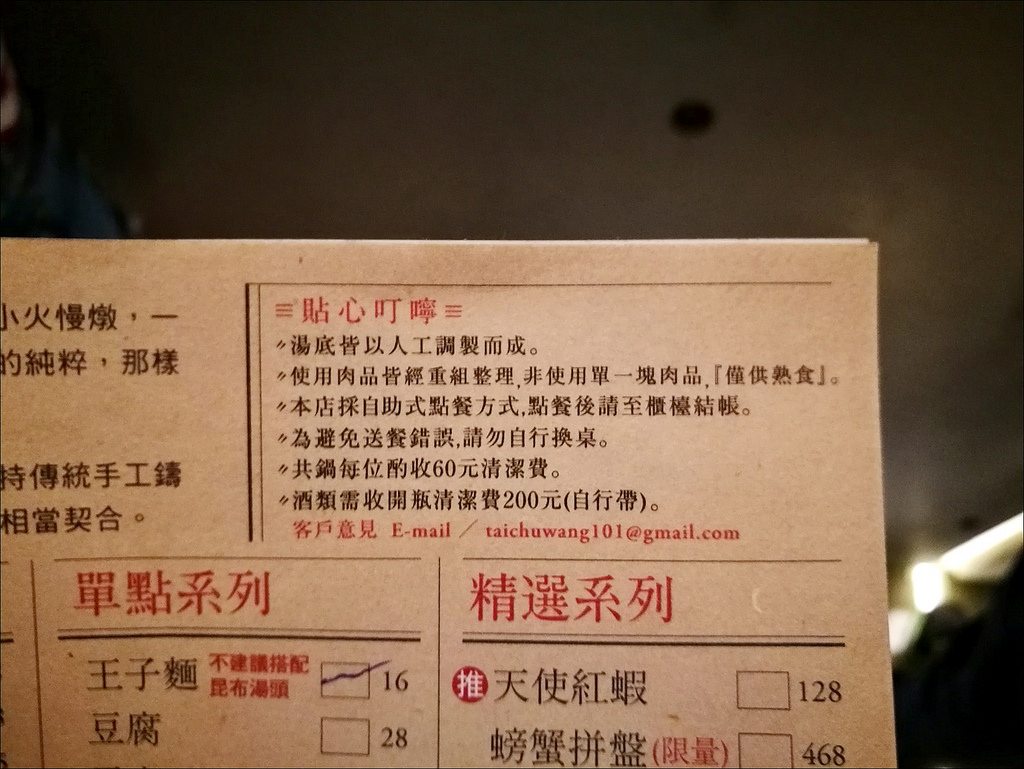 小火慢燉，一
的純粹，那樣
持傳統手工鑄
相當契合。
貼心叮嚀
湯底皆以人工調製而成。
使用肉品皆經重組整理,非使用單一塊肉品,『僅供熟食』。
本店採自助式點餐方式,點餐後請至櫃檯結帳。
為避免送餐錯誤,請勿自行換桌。
共鍋每位酌收60元清潔費。
酒類需收開瓶清潔費200元(自行帶)。
客戶意見 E-mail ／ taichuwang101@gmail.com
單點系列
王子麵 不建議搭配
昆布湯頭 16
豆腐 28
精選系列
推 天使紅蝦 128
螃蟹拼盤(限量) 468